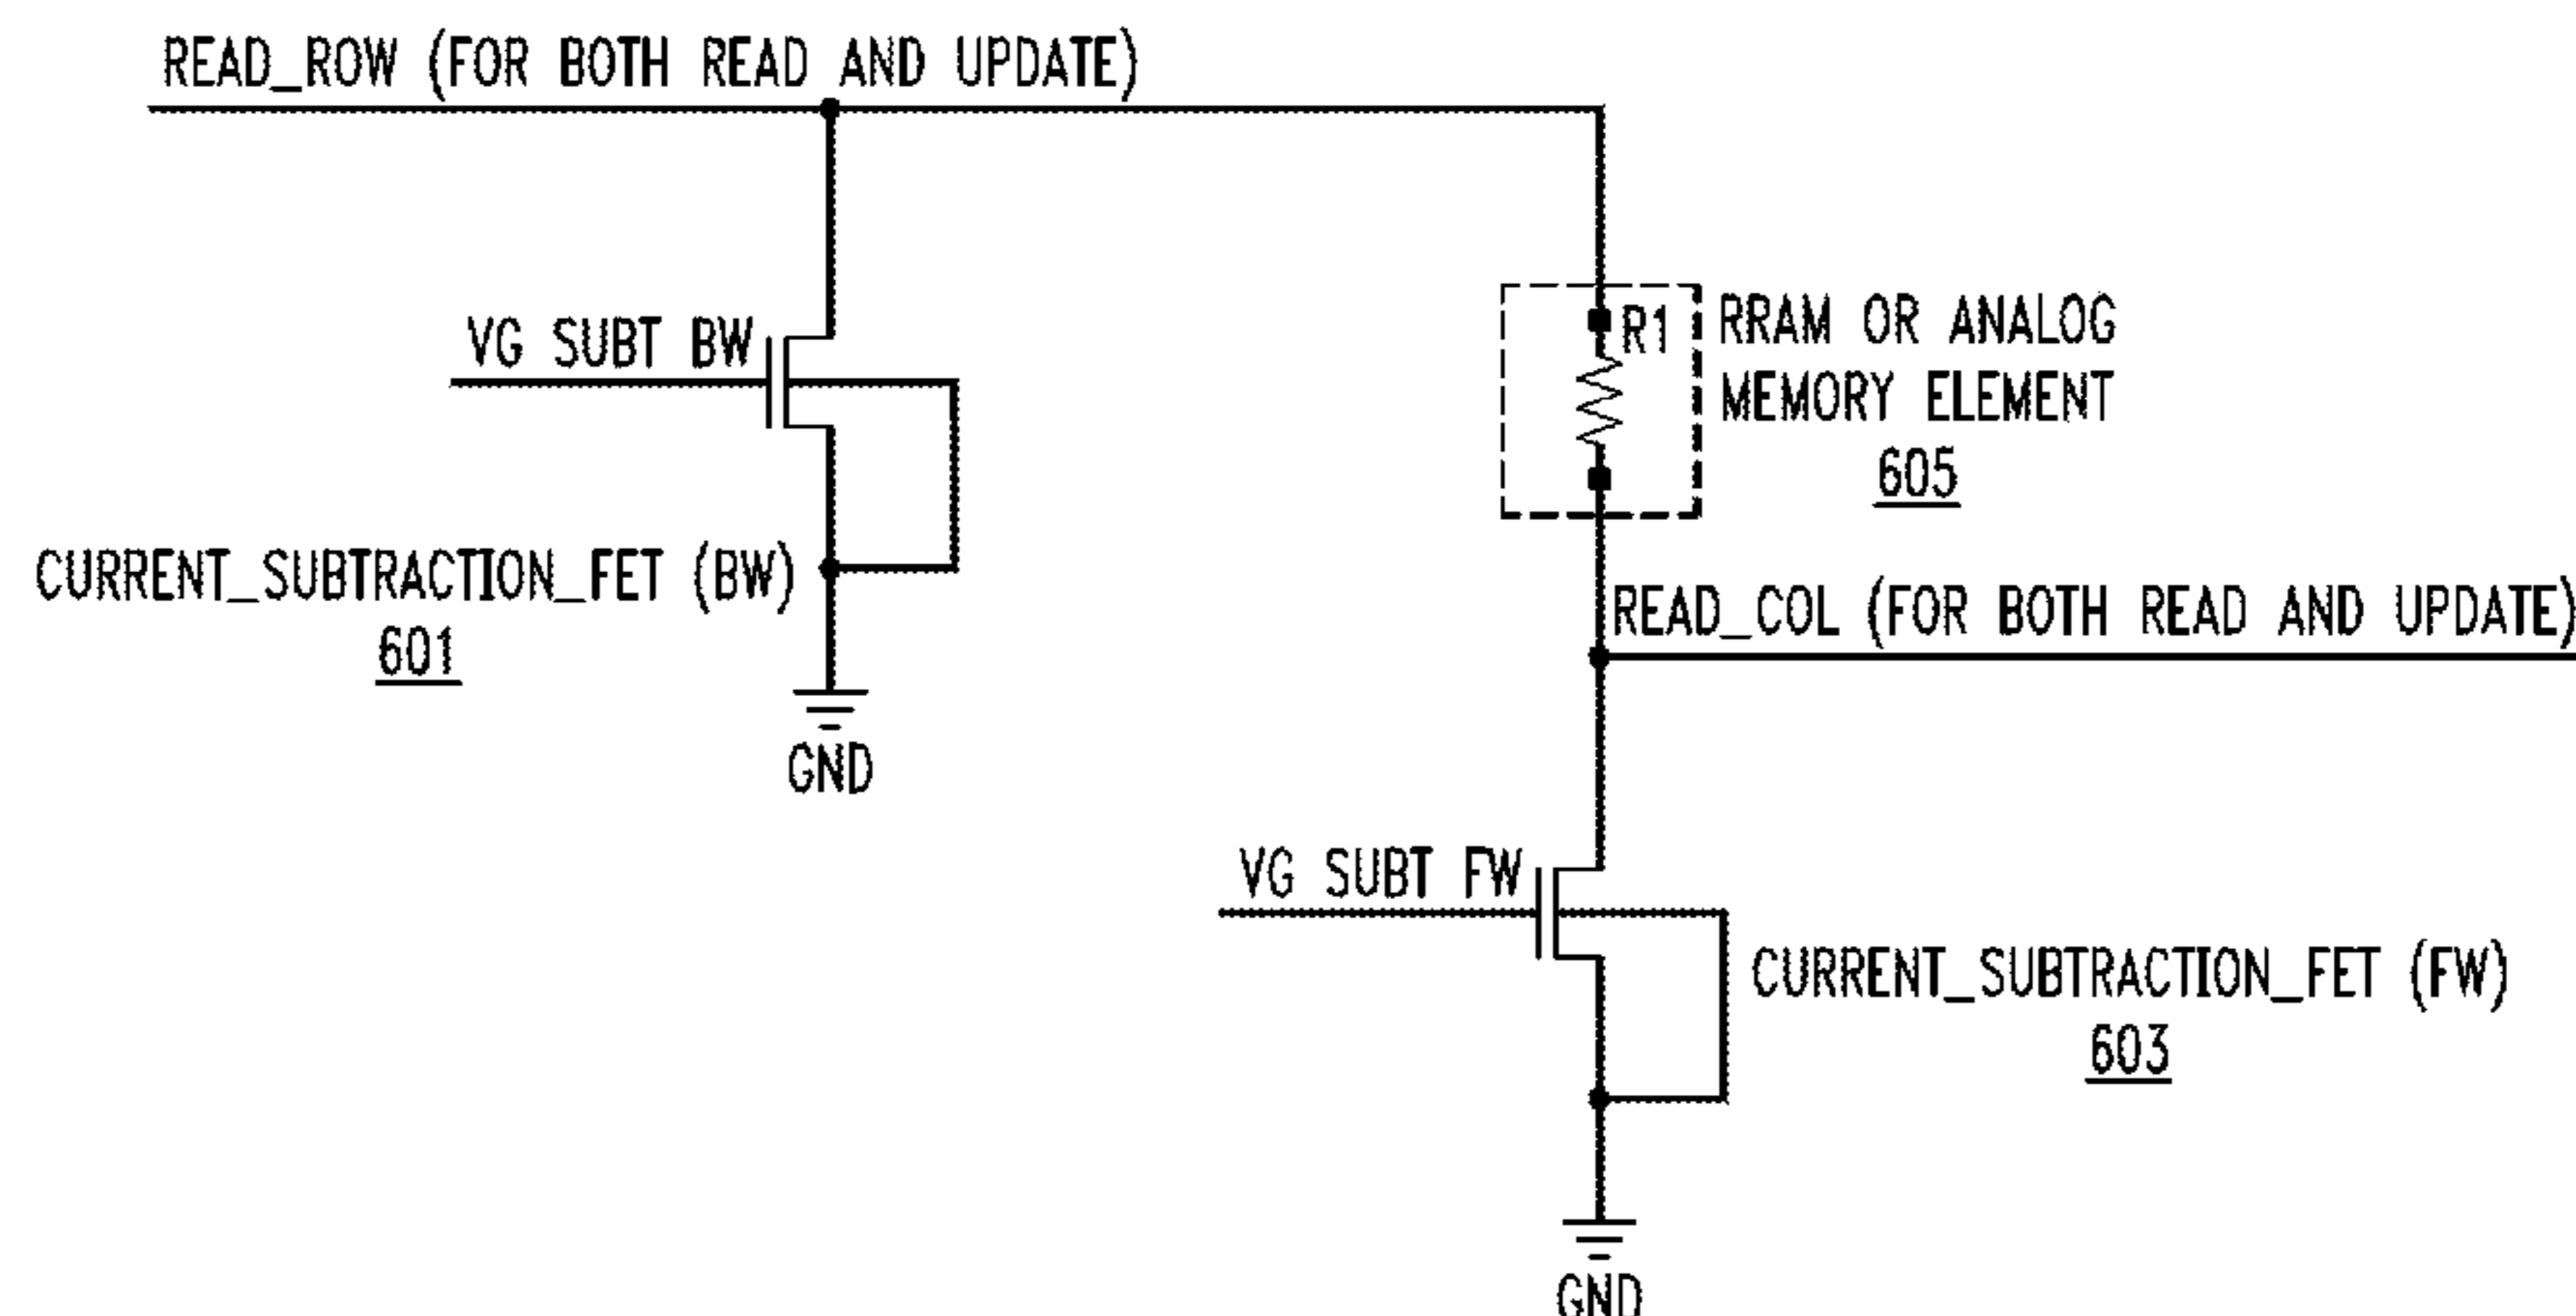 READ_ROW (FOR BOTH READ AND UPDATE)
VG SUBT BW
R1
RRAM OR ANALOG
MEMORY ELEMENT
605
CURRENT_SUBTRACTION_FET (BW)
601
READ_COL (FOR BOTH READ AND UPDATE)
GND
VG SUBT FW
CURRENT_SUBTRACTION_FET (FW)
603
GND